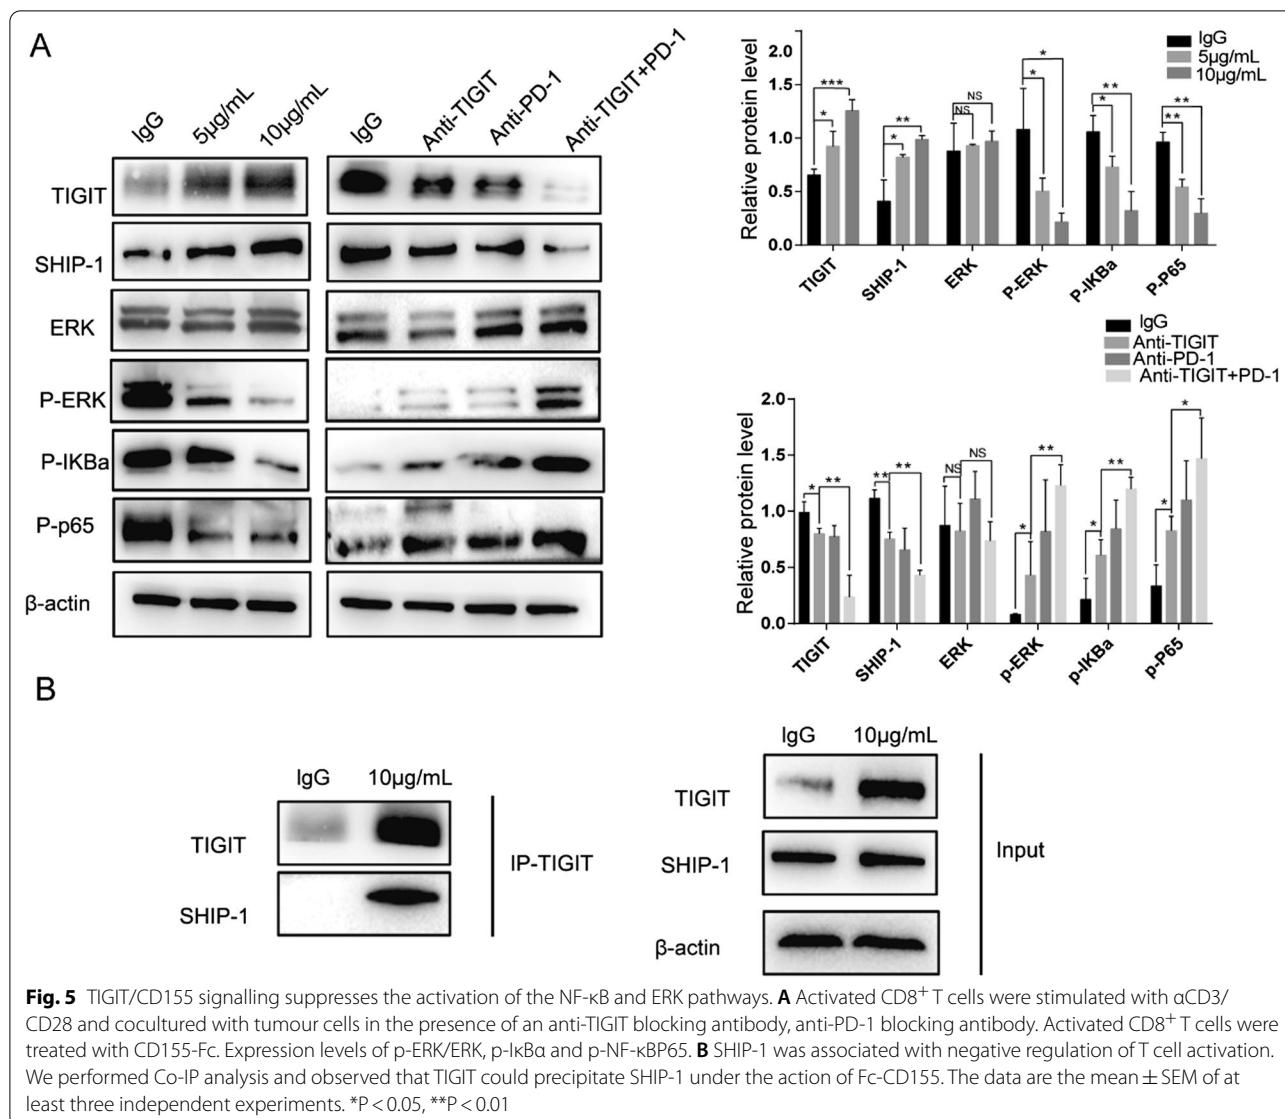 A
IgG 5µg/mL 10µg/mL IgG Anti-TIGIT Anti-PD-1 Anti-TIGIT+PD-1
TIGIT
SHIP-1
ERK
P-ERK
P-IKBa
P-p65
β-actin
IgG
5µg/mL
10µg/mL
Relative protein level
2.0
1.5
1.0
0.5
0.0
* *** * ** NS NS * * * ** ** **
TIGIT SHIP-1 ERK P-ERK P-IKBa P-P65
IgG
Anti-TIGIT
Anti-PD-1
Anti-TIGIT+PD-1
Relative protein level
2.0
1.5
1.0
0.5
0.0
* ** ** ** NS NS * ** * ** * *
TIGIT SHIP-1 ERK p-ERK p-IKBa p-P65
B
IgG 10µg/mL
TIGIT
SHIP-1
IP-TIGIT
IgG 10µg/mL
TIGIT
SHIP-1
β-actin
Input
Fig. 5 TIGIT/CD155 signalling suppresses the activation of the NF-κB and ERK pathways. A Activated CD8+ T cells were stimulated with αCD3/
CD28 and cocultured with tumour cells in the presence of an anti-TIGIT blocking antibody, anti-PD-1 blocking antibody. Activated CD8+ T cells were
treated with CD155-Fc. Expression levels of p-ERK/ERK, p-IκBα and p-NF-κBP65. B SHIP-1 was associated with negative regulation of T cell activation.
We performed Co-IP analysis and observed that TIGIT could precipitate SHIP-1 under the action of Fc-CD155. The data are the mean ± SEM of at
least three independent experiments. *P < 0.05, **P < 0.01